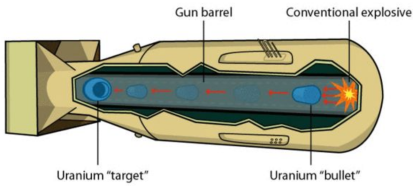 Gun barrel
Conventional explosive
Uranium “target”
Uranium “bullet”